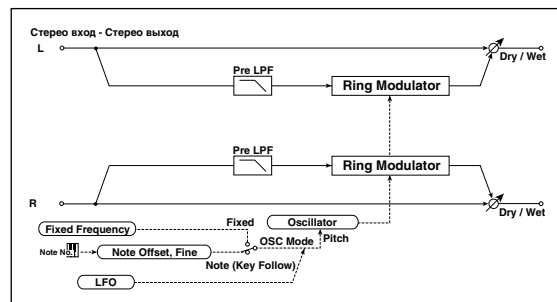 Стерео вход - Стерео выход
L
Dry / Wet
Pre LPF
Ring Modulator
Pre LPF
Ring Modulator
R
Dry / Wet
Fixed Frequency
Fixed
Oscillator
OSC Mode
Pitch
Note No.
Note Offset, Fine
Note (Key Follow)
LFO